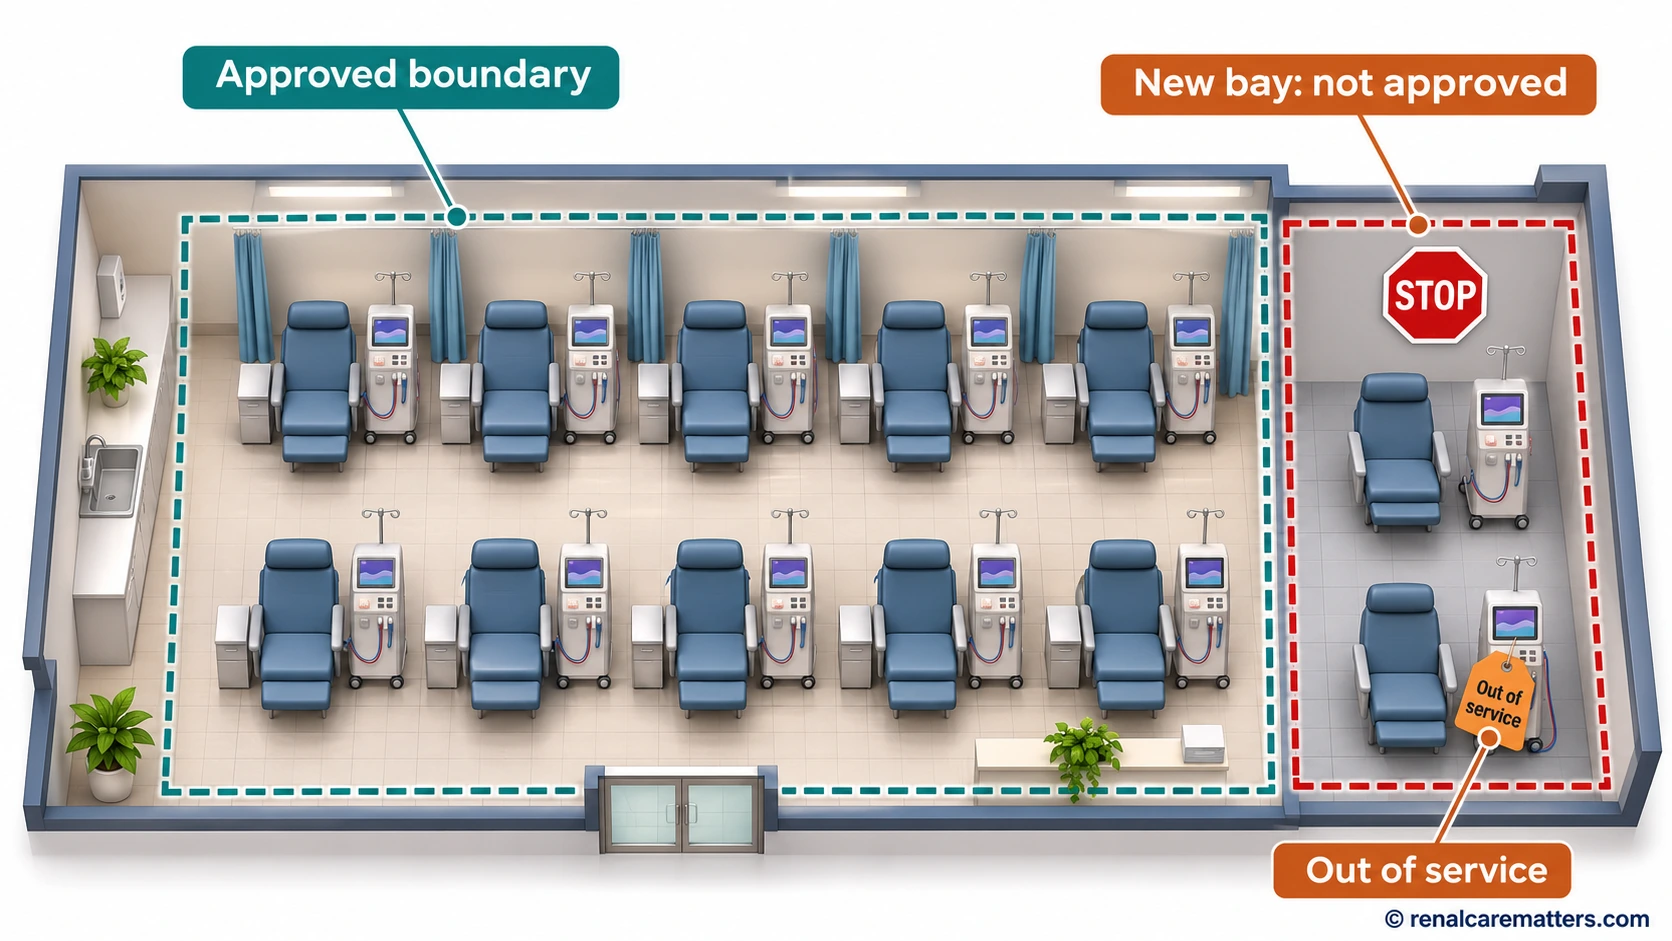 Approved boundary
New bay: not approved
STOP
Out of
service
Out of service
© renalcarematters.com